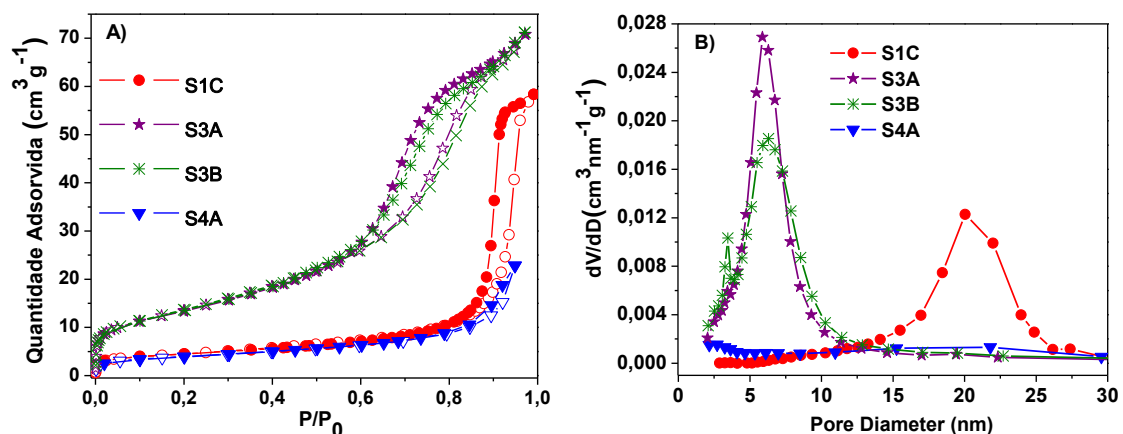 A)
Quantidade Adsorvida (cm³ g⁻¹)
70
60
50
40
30
20
10
0
S1C
S3A
S3B
S4A
0,0 0,2 0,4 0,6 0,8 1,0
P/P₀
B)
dV/dD(cm³nm⁻¹g⁻¹)
0,028
0,024
0,020
0,016
0,012
0,008
0,004
0,000
S1C
S3A
S3B
S4A
0 5 10 15 20 25 30
Pore Diameter (nm)